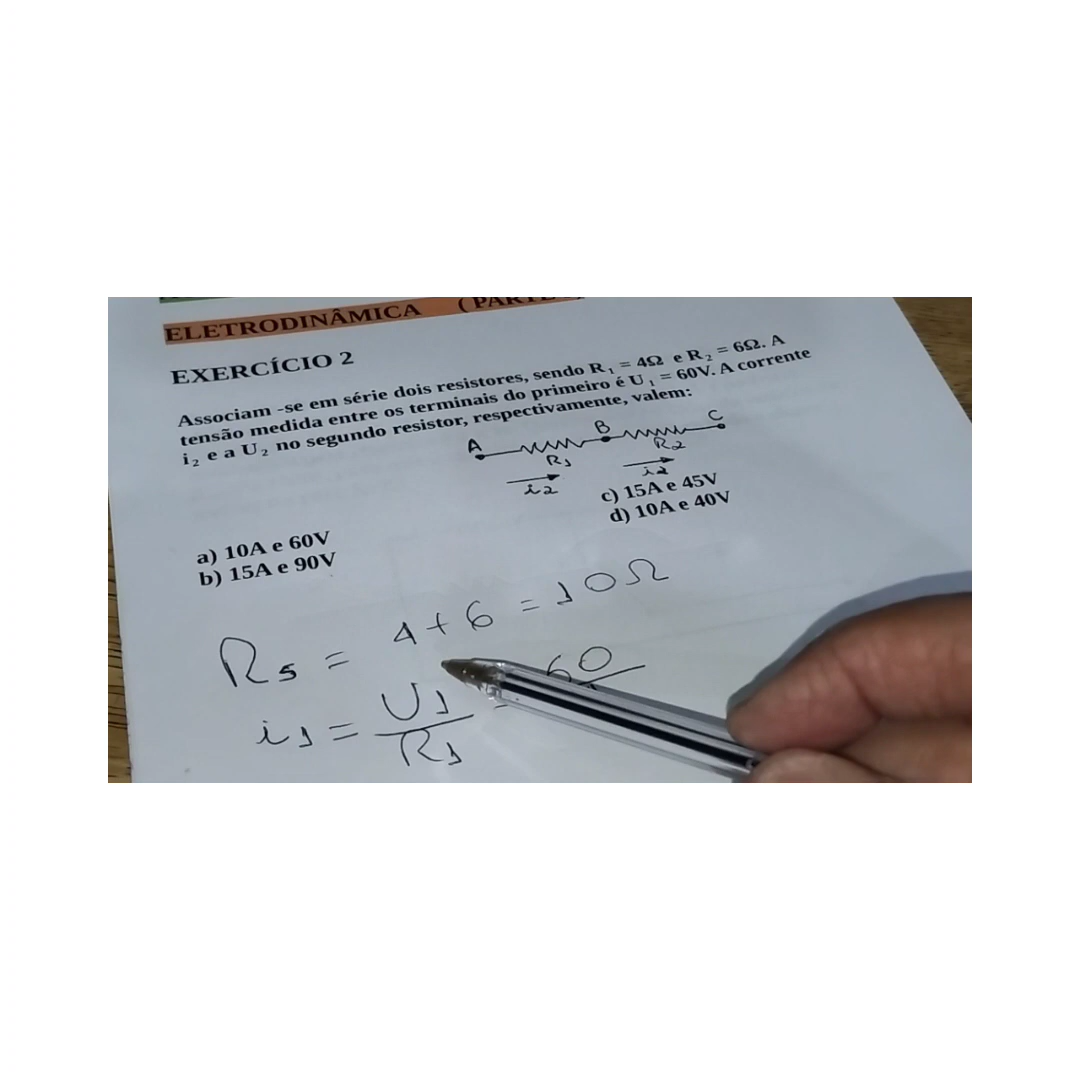 ELETRODINÂMICA
EXERCÍCIO 2
Associam -se em série dois resistores, sendo R₁ = 4Ω e R₂ = 6Ω. A
tensão medida entre os terminais do primeiro é U₁ = 60V. A corrente
i₂ e a U₂ no segundo resistor, respectivamente, valem:
A B C
R1 R2
i2 i2
a) 10A e 60V
b) 15A e 90V
c) 15A e 45V
d) 10A e 40V
Rs = 4+6 = 10Ω
i1 = U1/R1 = 60